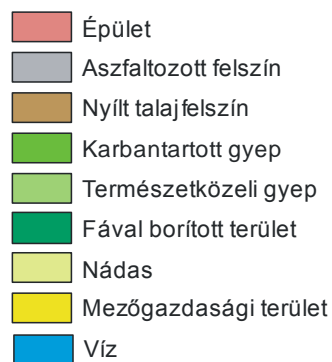 Épület
Aszfaltozott felszín
Nyílt talajfelszín
Karbantartott gyep
Természetközeli gyep
Fával borított terület
Nádas
Mezőgazdasági terület
Víz